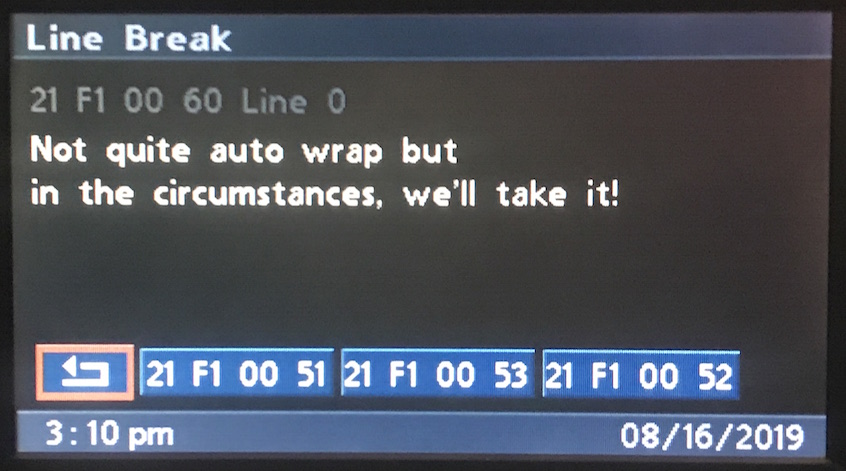 Line Break
21 F1 00 60 Line 0
Not quite auto wrap but
in the circumstances, we'll take it!
21 F1 00 51 21 F1 00 53 21 F1 00 52
3:10 pm 08/16/2019